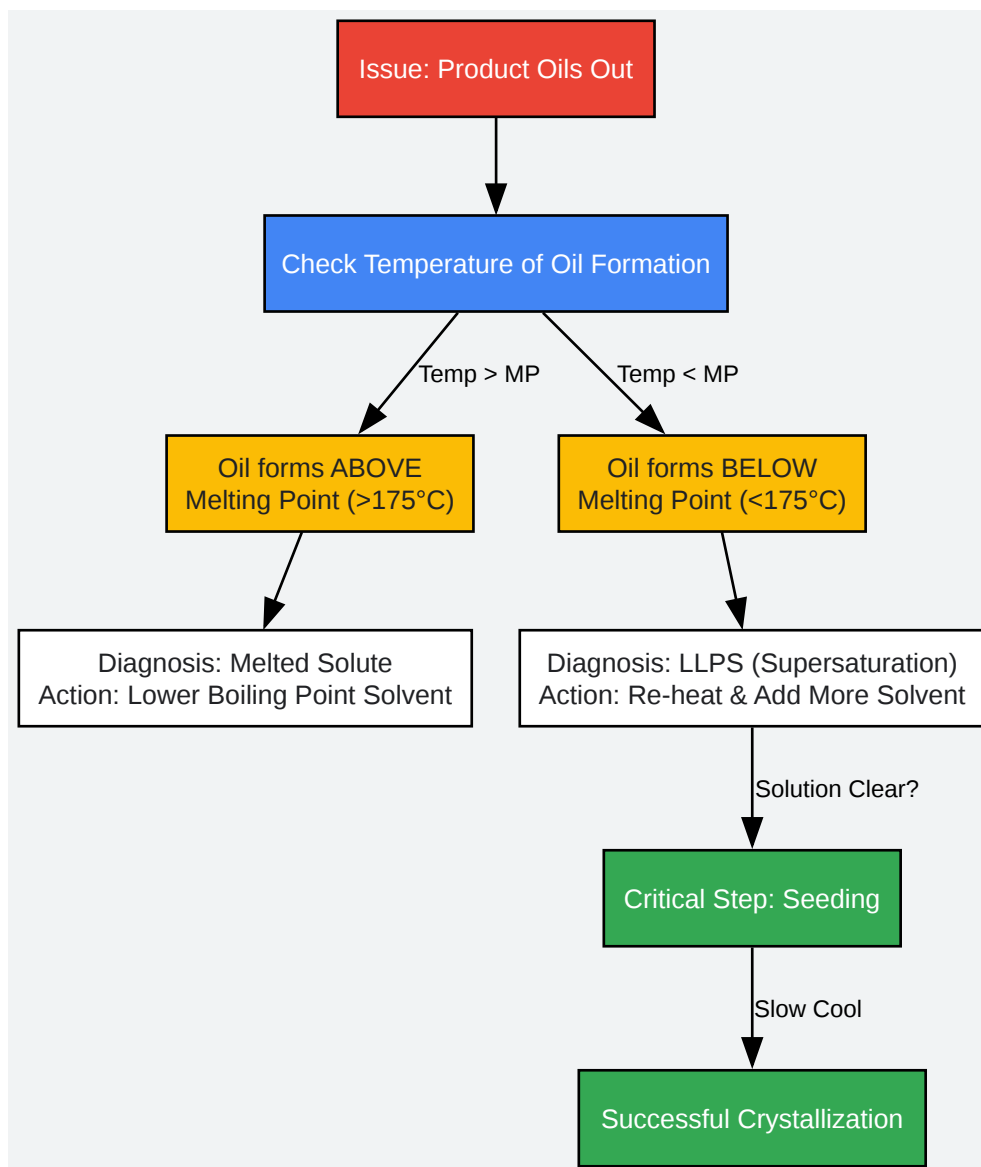 Issue: Product Oils Out
Check Temperature of Oil Formation
Temp > MP
Temp < MP
Oil forms ABOVE
Melting Point (>175°C)
Oil forms BELOW
Melting Point (<175°C)
Diagnosis: Melted Solute
Action: Lower Boiling Point Solvent
Diagnosis: LLPS (Supersaturation)
Action: Re-heat & Add More Solvent
Solution Clear?
Critical Step: Seeding
Slow Cool
Successful Crystallization